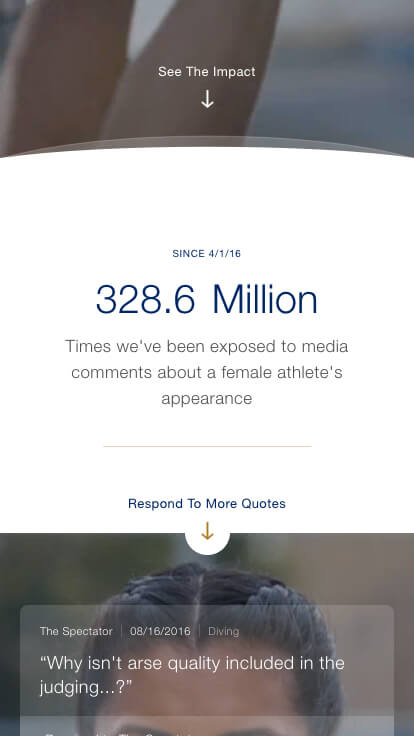 See The Impact
SINCE 4/1/16
328.6 Million
Times we've been exposed to media
comments about a female athlete's
appearance
Respond To More Quotes
The Spectator | 08/16/2016 | Diving
“Why isn't arse quality included in the
judging...?”